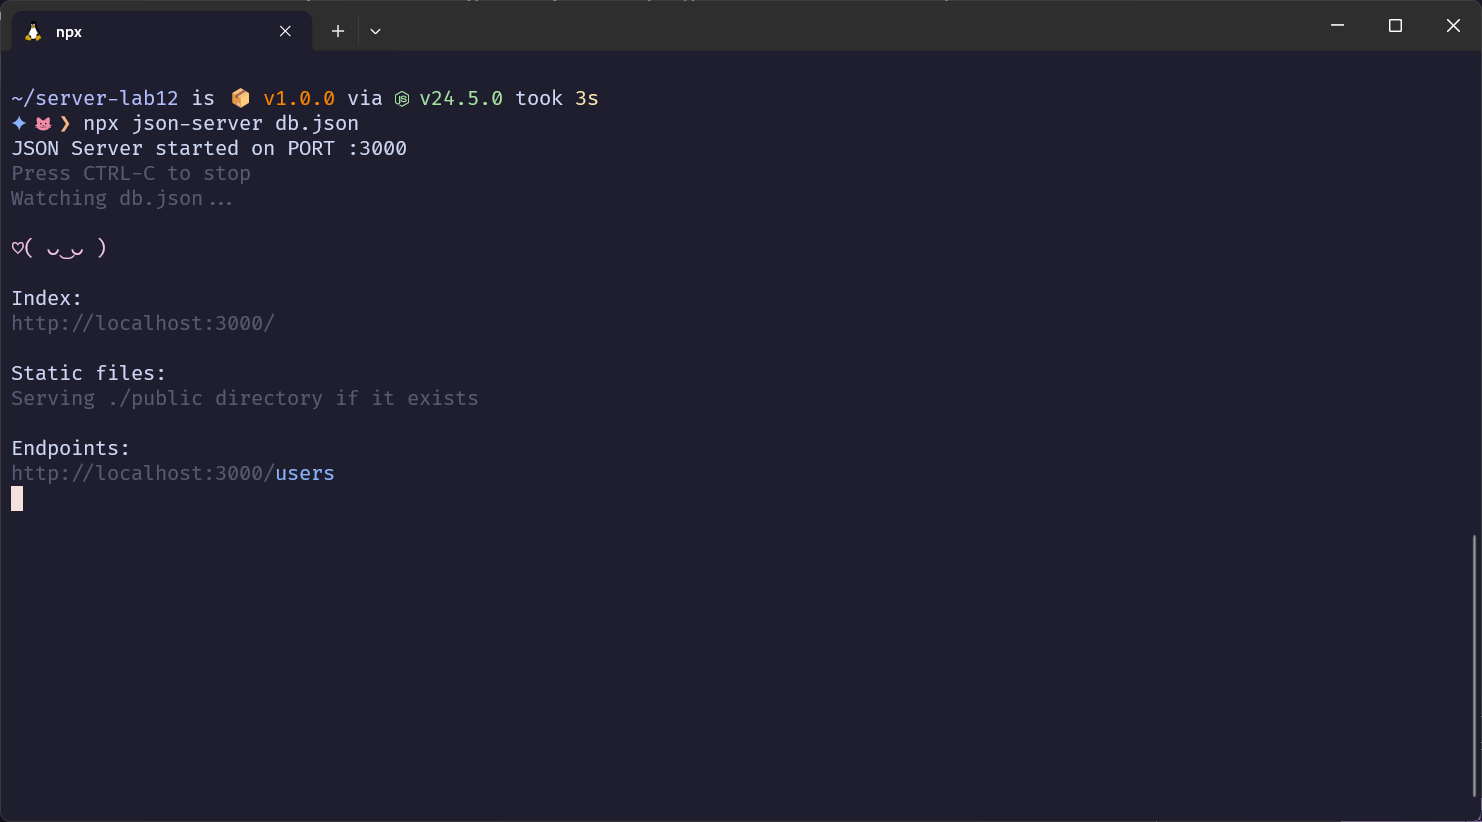 npx
~/server-lab12 is 📦 v1.0.0 via v24.5.0 took 3s
✦ 😺 ❯ npx json-server db.json
JSON Server started on PORT :3000
Press CTRL-C to stop
Watching db.json...
♡( ◡‿◡ )
Index:
http://localhost:3000/
Static files:
Serving ./public directory if it exists
Endpoints:
http://localhost:3000/users